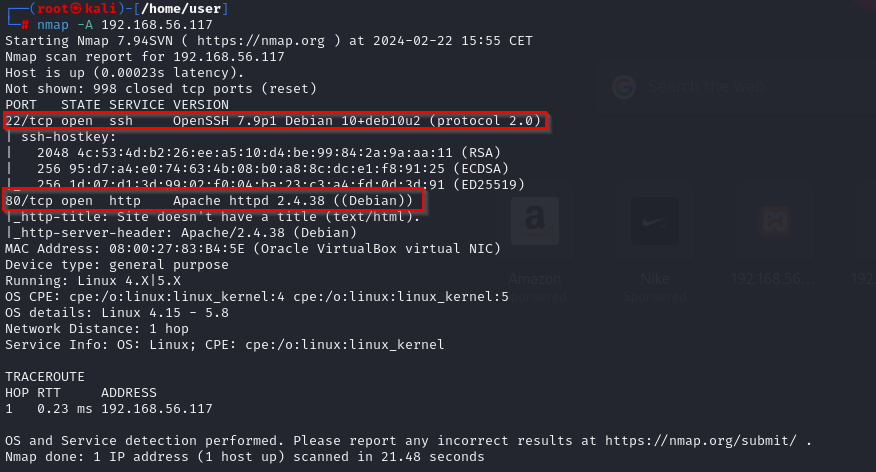 ┌──(root㉿kali)-[/home/user]
└─# nmap -A 192.168.56.117
Starting Nmap 7.94SVN ( https://nmap.org ) at 2024-02-22 15:55 CET
Nmap scan report for 192.168.56.117
Host is up (0.00023s latency).
Not shown: 998 closed tcp ports (reset)
PORT   STATE SERVICE VERSION
22/tcp open  ssh     OpenSSH 7.9p1 Debian 10+deb10u2 (protocol 2.0)
| ssh-hostkey:
|   2048 4c:53:4d:b2:26:ee:a5:10:d4:be:99:84:2a:9a:aa:11 (RSA)
|   256 95:d7:a4:e0:74:63:4b:08:b0:a8:8c:dc:e1:f8:91:25 (ECDSA)
|_  256 1d:07:d1:3d:99:02:f0:04:ba:23:c3:a4:fd:0d:3d:91 (ED25519)
80/tcp open  http    Apache httpd 2.4.38 ((Debian))
|_http-title: Site doesn't have a title (text/html).
|_http-server-header: Apache/2.4.38 (Debian)
MAC Address: 08:00:27:83:B4:5E (Oracle VirtualBox virtual NIC)
Device type: general purpose
Running: Linux 4.X|5.X
OS CPE: cpe:/o:linux:linux_kernel:4 cpe:/o:linux:linux_kernel:5
OS details: Linux 4.15 - 5.8
Network Distance: 1 hop
Service Info: OS: Linux; CPE: cpe:/o:linux:linux_kernel
TRACEROUTE
HOP RTT     ADDRESS
1   0.23 ms 192.168.56.117
OS and Service detection performed. Please report any incorrect results at https://nmap.org/submit/ .
Nmap done: 1 IP address (1 host up) scanned in 21.48 seconds
Search the web
Amazon
Sponsored
Nike
Sponsored
192.168.56...